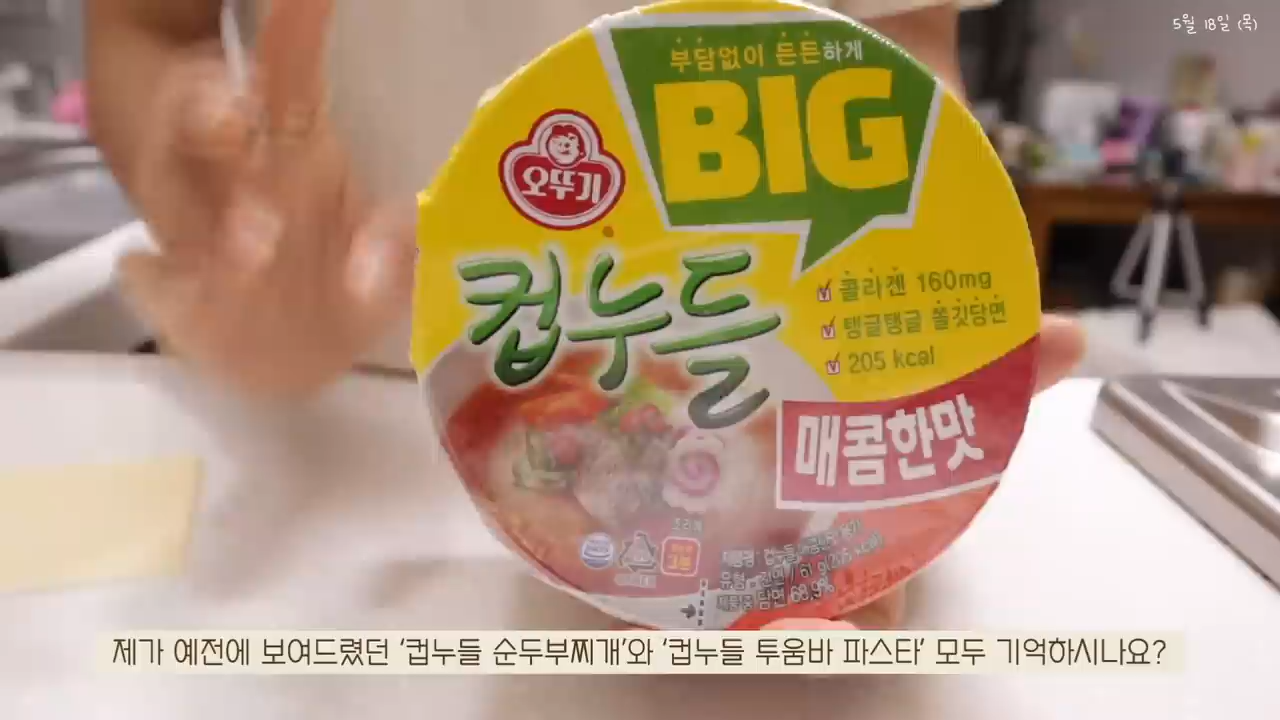 5월 18일 (목)
부담없이 든든하게
BIG
오뚜기
컵누들
콜라겐 160mg
탱글탱글 쫄깃당면
205 kcal
매콤한맛
조리예
제가 예전에 보여드렸던 ‘컵누들 순두부찌개’와 ‘컵누들 투움바 파스타’ 모두 기억하시나요?